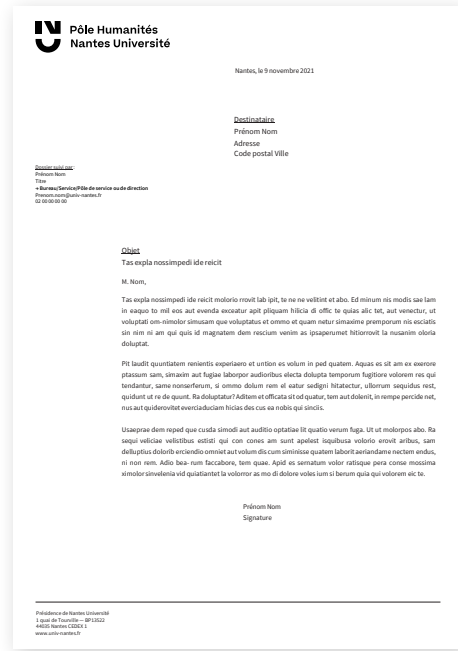 Pôle Humanités
Nantes Université
Nantes, le 9 novembre 2021
Destinataire
Prénom Nom
Adresse
Code postal Ville
Dossier suivi par :
Prénom Nom
Titre
+ Bureau/Service/Pôle de service ou de direction
Prenom.nom@univ-nantes.fr
02 00 00 00 00
Objet
Tas expla nossimpedi ide reicit
M. Nom,
Tas expla nossimpedi ide reicit molorio rrovit lab ipit, te ne ne velitint et abo. Ed minum nis modis sae lam
in eaquo to mil eos aut evenda exceatur apit pliquam hilicia di offic te quias alic tet, aut venectur, ut
voluptati om-nimolor simusam que voluptatus et ommo et quam netur simaxime premporum nis esciatis
sin nim ni am qui quis id magnatem dem rescium venim as ipsaperumet hitiorrovit la nusanim oloria
doluptat.
Pit laudit quuntiatem renientis experiaero et untion es volum in ped quatem. Aquas es sit am ex exerore
ptassum sam, simaxim aut fugiae laborpor audioribus electa dolupta temporum fugitiore volorem res qui
tendantur, same nonserferum, si ommo dolum rem el eatur sedigni hitatectur, ullorrum sequidus rest,
quidunt ut re de quunt. Ra doluptatur? Aditem et officata sit od quatur, tem aut dolenit, in rempe percide net,
nus aut quiderovitet everciaduciam hicias des cus ea nobis qui sinciis.
Usaeprae dem reped que cusda simodi aut auditio optatiae lit quatio verum fuga. Ut ut molorpos abo. Ra
sequi veliciae velistibus estisti qui con cones am sunt apelest isquibusa volorio erovit aribus, sam
delluptius dolorib erciendio omniet aut volum dis cum siminisse quatem laborit aeriandame nectem endus,
ni non rem. Adio bea- rum faccabore, tem quae. Apid es sernatum volor ratisque pera conse mossima
ximolor sinvelenia vid quiatiantet la volorror as mo di dolore voles ium si berum quia qui volorem eic te.
Prénom Nom
Signature
Présidence de Nantes Université
1 quai de Tourville — BP 13522
44035 Nantes CEDEX 1
www.univ-nantes.fr